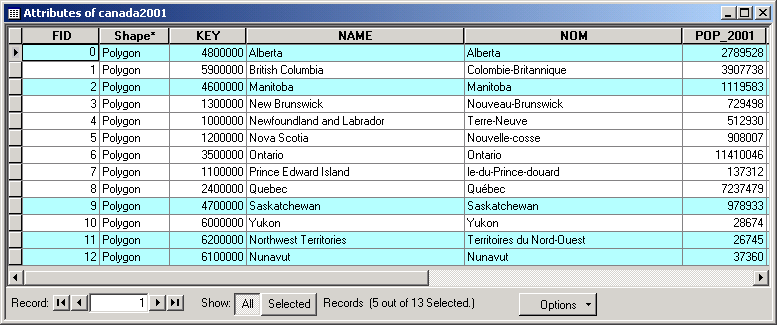 Attributes of canada2001
FID Shape* KEY NAME NOM POP_2001
0 Polygon 4800000 Alberta Alberta 2789528
1 Polygon 5900000 British Columbia Colombie-Britannique 3907738
2 Polygon 4600000 Manitoba Manitoba 1119583
3 Polygon 1300000 New Brunswick Nouveau-Brunswick 729498
4 Polygon 1000000 Newfoundland and Labrador Terre-Neuve 512930
5 Polygon 1200000 Nova Scotia Nouvelle-cosse 908007
6 Polygon 3500000 Ontario Ontario 11410046
7 Polygon 1100000 Prince Edward Island le-du-Prince-douard 137312
8 Polygon 2400000 Quebec Québec 7237479
9 Polygon 4700000 Saskatchewan Saskatchewan 978933
10 Polygon 6000000 Yukon Yukon 28674
11 Polygon 6200000 Northwest Territories Territoires du Nord-Ouest 26745
12 Polygon 6100000 Nunavut Nunavut 37360
Record: 1 Show: All Selected Records (5 out of 13 Selected.) Options